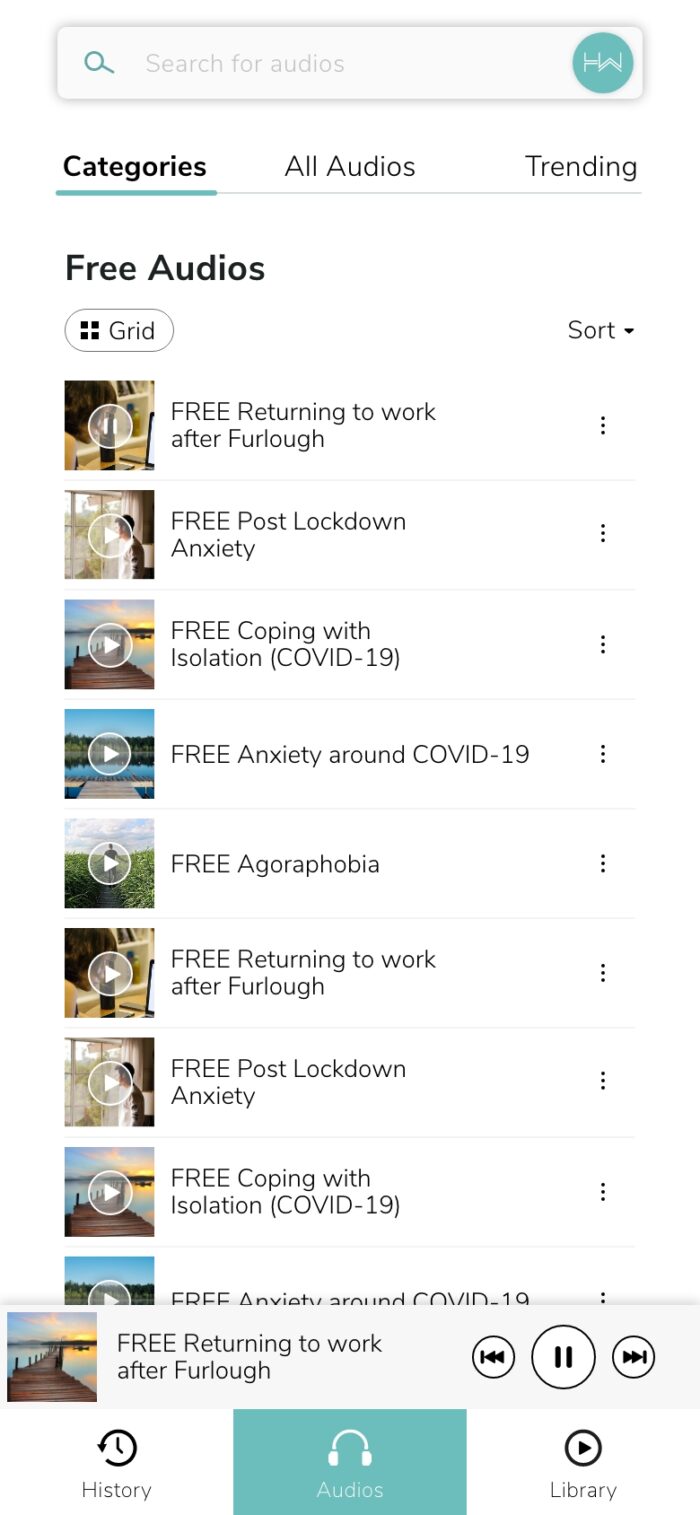 Search for audios
HW
Categories
All Audios
Trending
Free Audios
Grid
Sort
FREE Returning to work
after Furlough
FREE Post Lockdown
Anxiety
FREE Coping with
Isolation (COVID-19)
FREE Anxiety around COVID-19
FREE Agoraphobia
FREE Returning to work
after Furlough
FREE Post Lockdown
Anxiety
FREE Coping with
Isolation (COVID-19)
FREE Anxiety around COVID-19
FREE Returning to work
after Furlough
History
Audios
Library